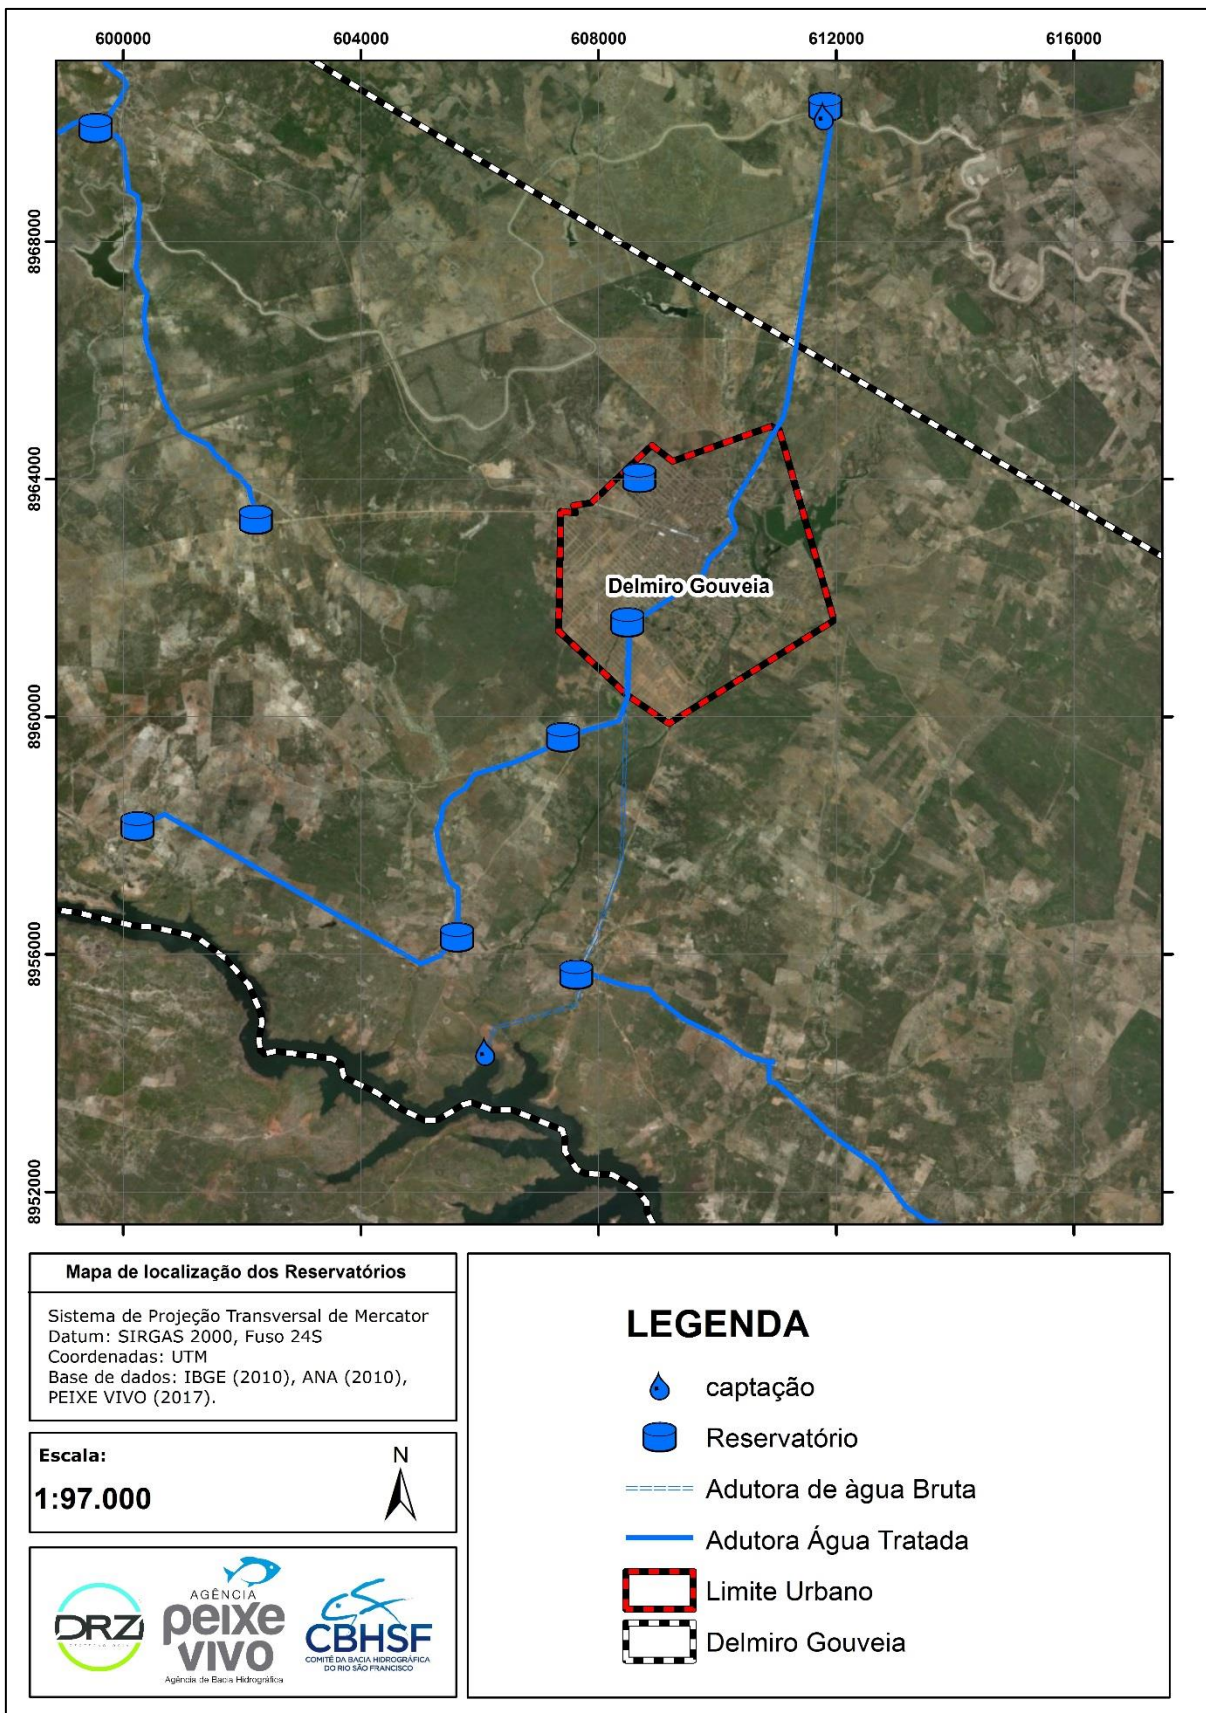 600000 604000 608000 612000 616000
8968000
8964000
Delmiro Gouveia
8960000
8956000
8952000
Mapa de localização dos Reservatórios
Sistema de Projeção Transversal de Mercator
Datum: SIRGAS 2000, Fuso 24S
Coordenadas: UTM
Base de dados: IBGE (2010), ANA (2010),
PEIXE VIVO (2017).
Escala:
1:97.000
N
DRZ
AGÊNCIA
peixe
vivo
Agência de Bacia Hidrográfica
CBHSF
COMITÊ DA BACIA HIDROGRÁFICA
DO RIO SÃO FRANCISCO
LEGENDA
captação
Reservatório
Adutora de àgua Bruta
Adutora Água Tratada
Limite Urbano
Delmiro Gouveia